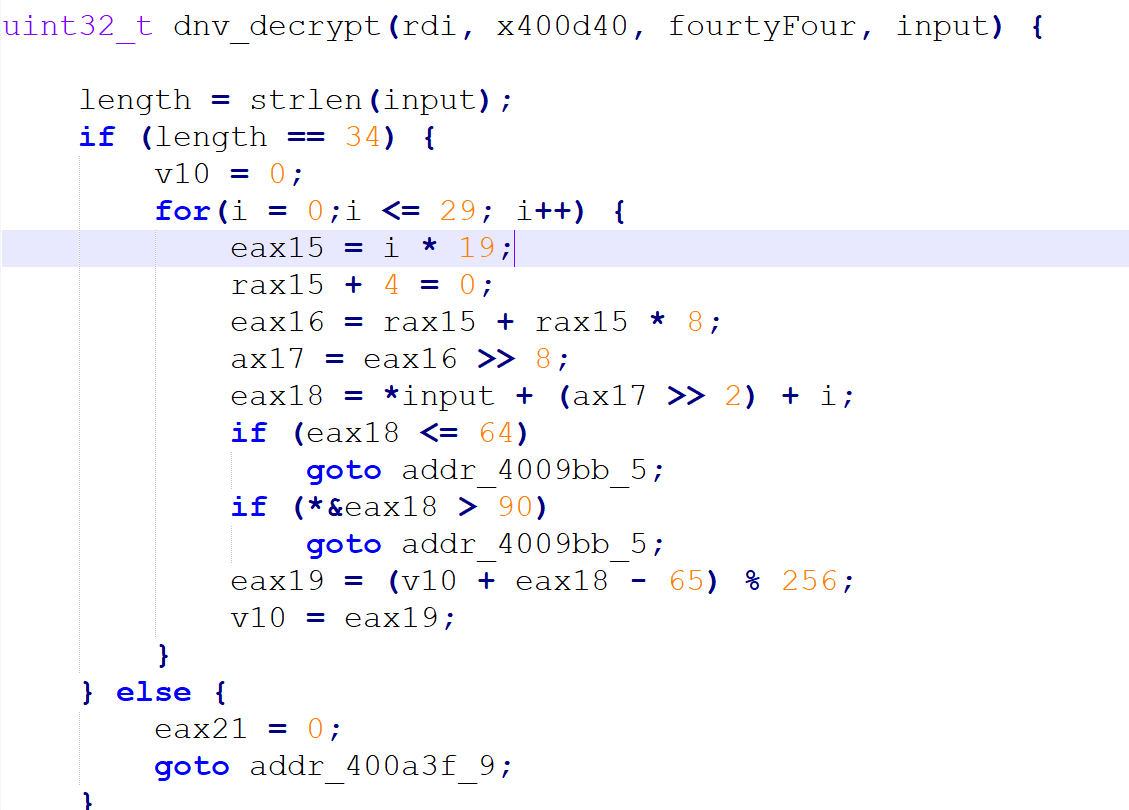 uint32_t dnv_decrypt(rdi, x400d40, fourtyFour, input) {
length = strlen(input);
if (length == 34) {
v10 = 0;
for(i = 0;i <= 29; i++) {
eax15 = i * 19;
rax15 + 4 = 0;
eax16 = rax15 + rax15 * 8;
ax17 = eax16 >> 8;
eax18 = *input + (ax17 >> 2) + i;
if (eax18 <= 64)
goto addr_4009bb_5;
if (*&eax18 > 90)
goto addr_4009bb_5;
eax19 = (v10 + eax18 - 65) % 256;
v10 = eax19;
}
} else {
eax21 = 0;
goto addr_400a3f_9;
}